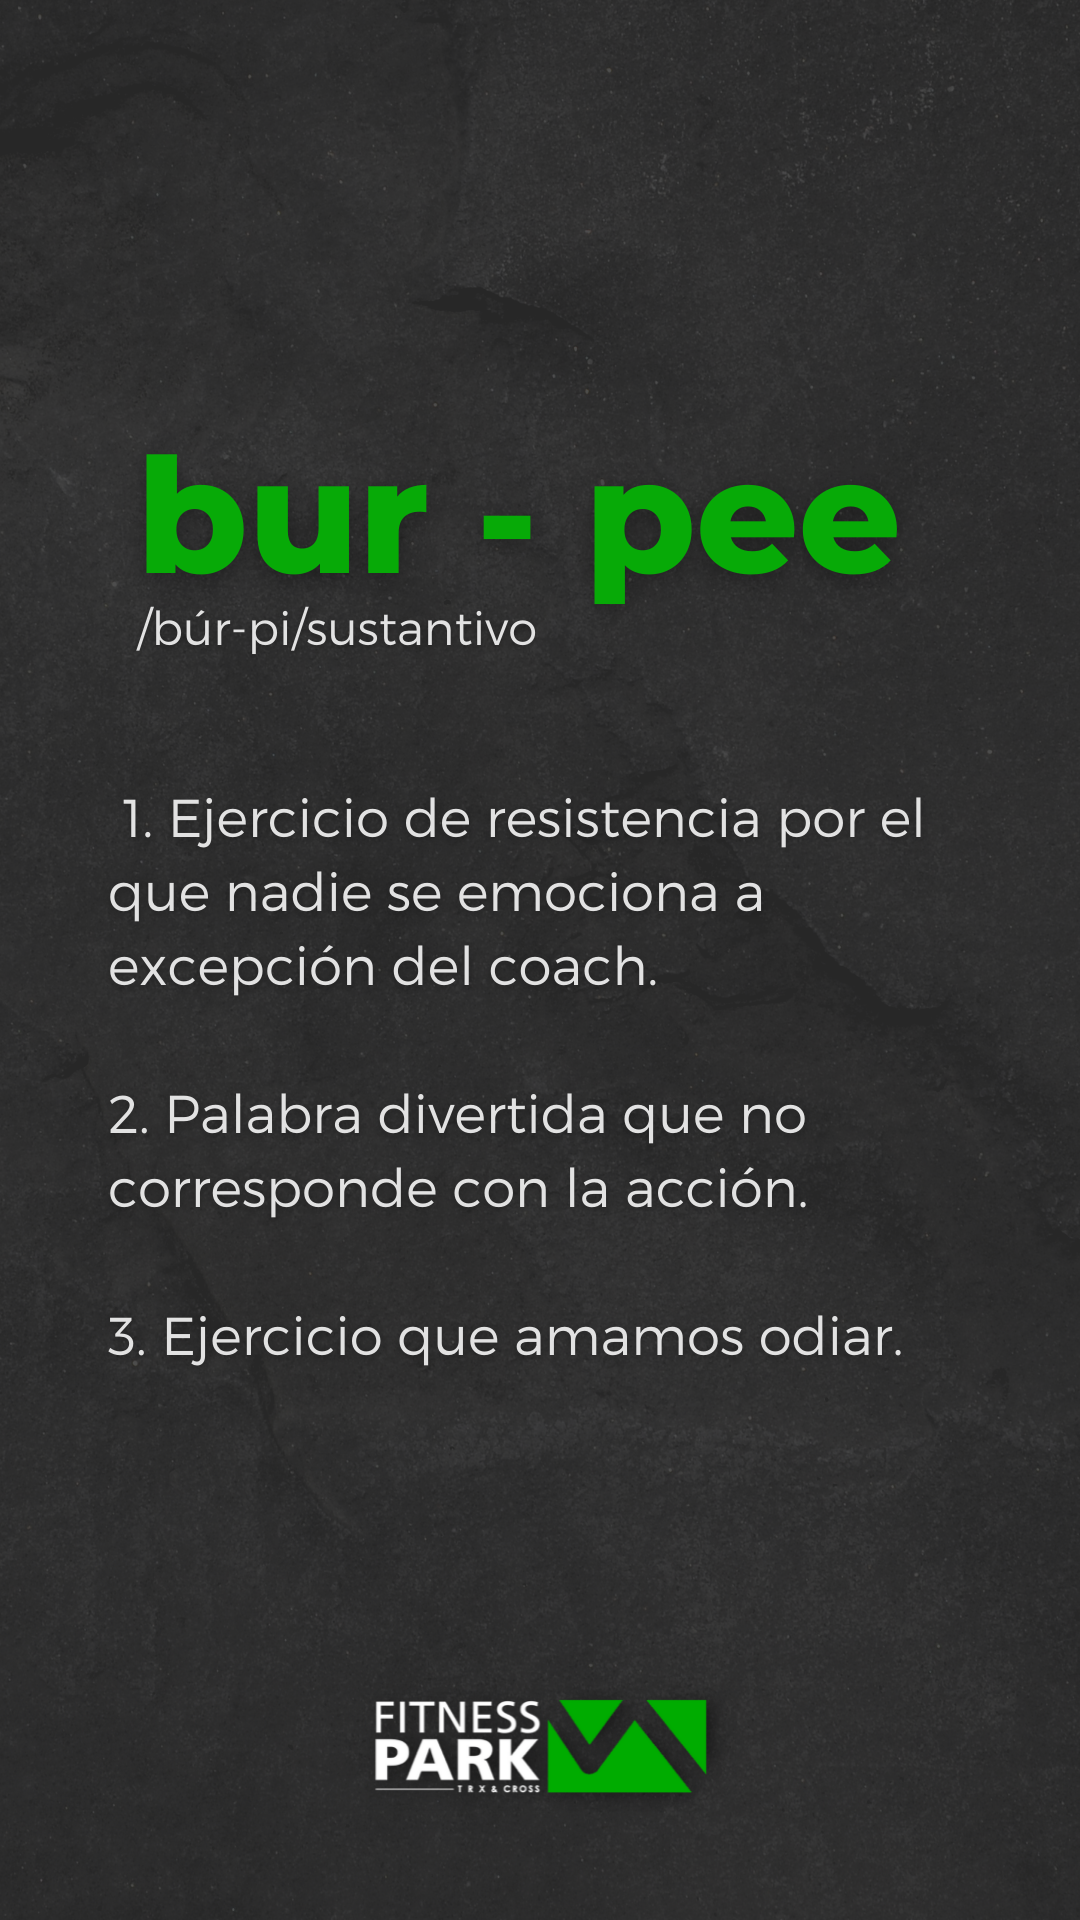 bur - pee
/búr-pi/sustantivo
1. Ejercicio de resistencia por el
que nadie se emociona a
excepción del coach.
2. Palabra divertida que no
corresponde con la acción.
3. Ejercicio que amamos odiar.
FITNESS
PARK
TRX & CROSS